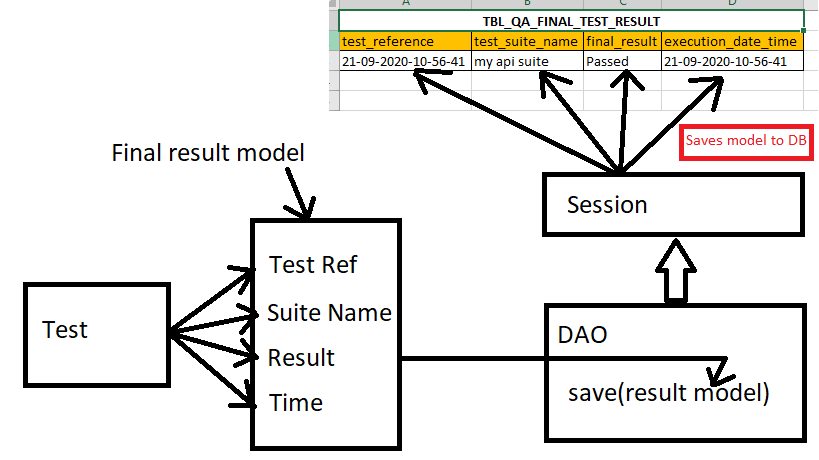 A B C D
TBL_QA_FINAL_TEST_RESULT
test_reference test_suite_name final_result execution_date_time
21-09-2020-10-56-41 my api suite Passed 21-09-2020-10-56-41
Saves model to DB
Final result model
Session
Test Ref
Suite Name
Result
Time
Test
DAO
save(result model)